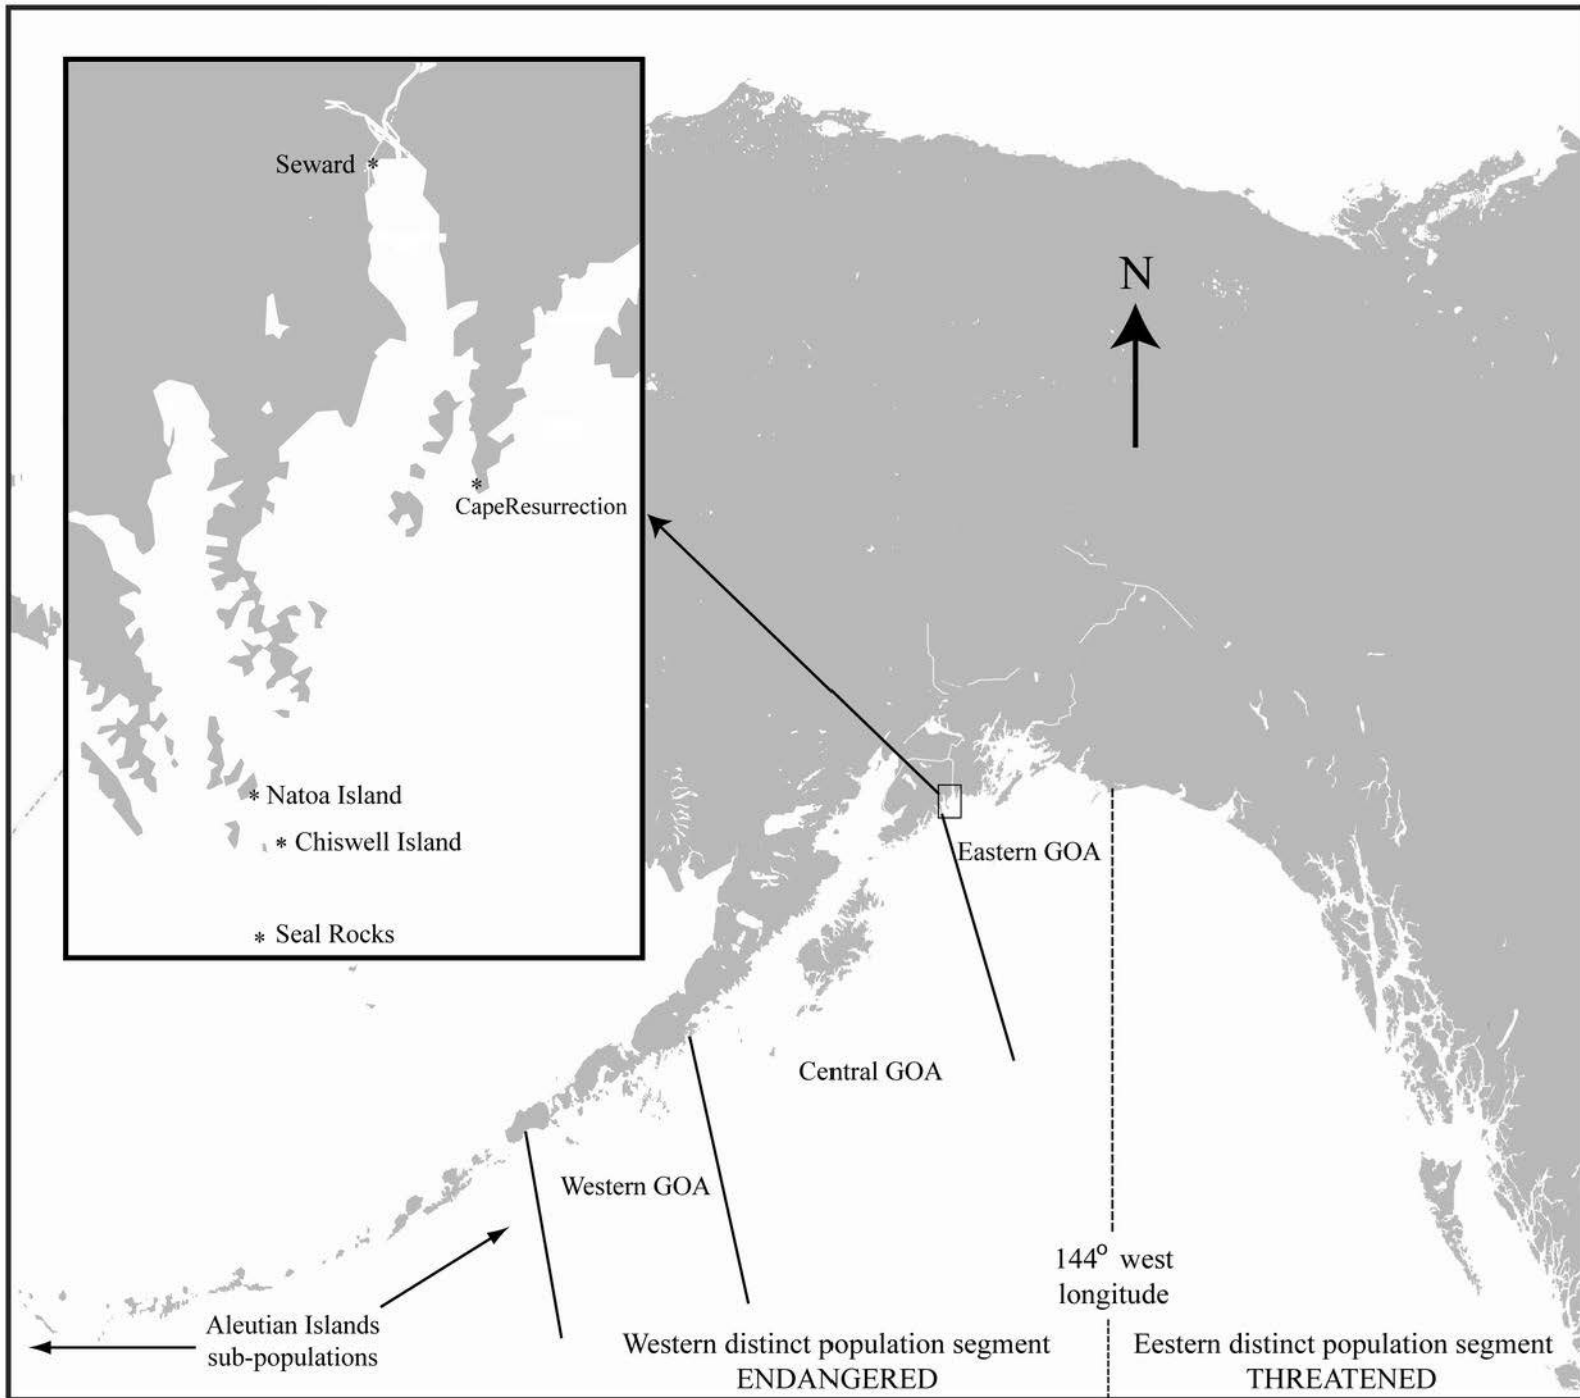 Seward *
N
*
CapeResurrection
* Natoa Island
* Chiswell Island
* Seal Rocks
Eastern GOA
Central GOA
Western GOA
144° west
longitude
Aleutian Islands
sub-populations
Western distinct population segment
ENDANGERED
Eestern distinct population segment
THREATENED